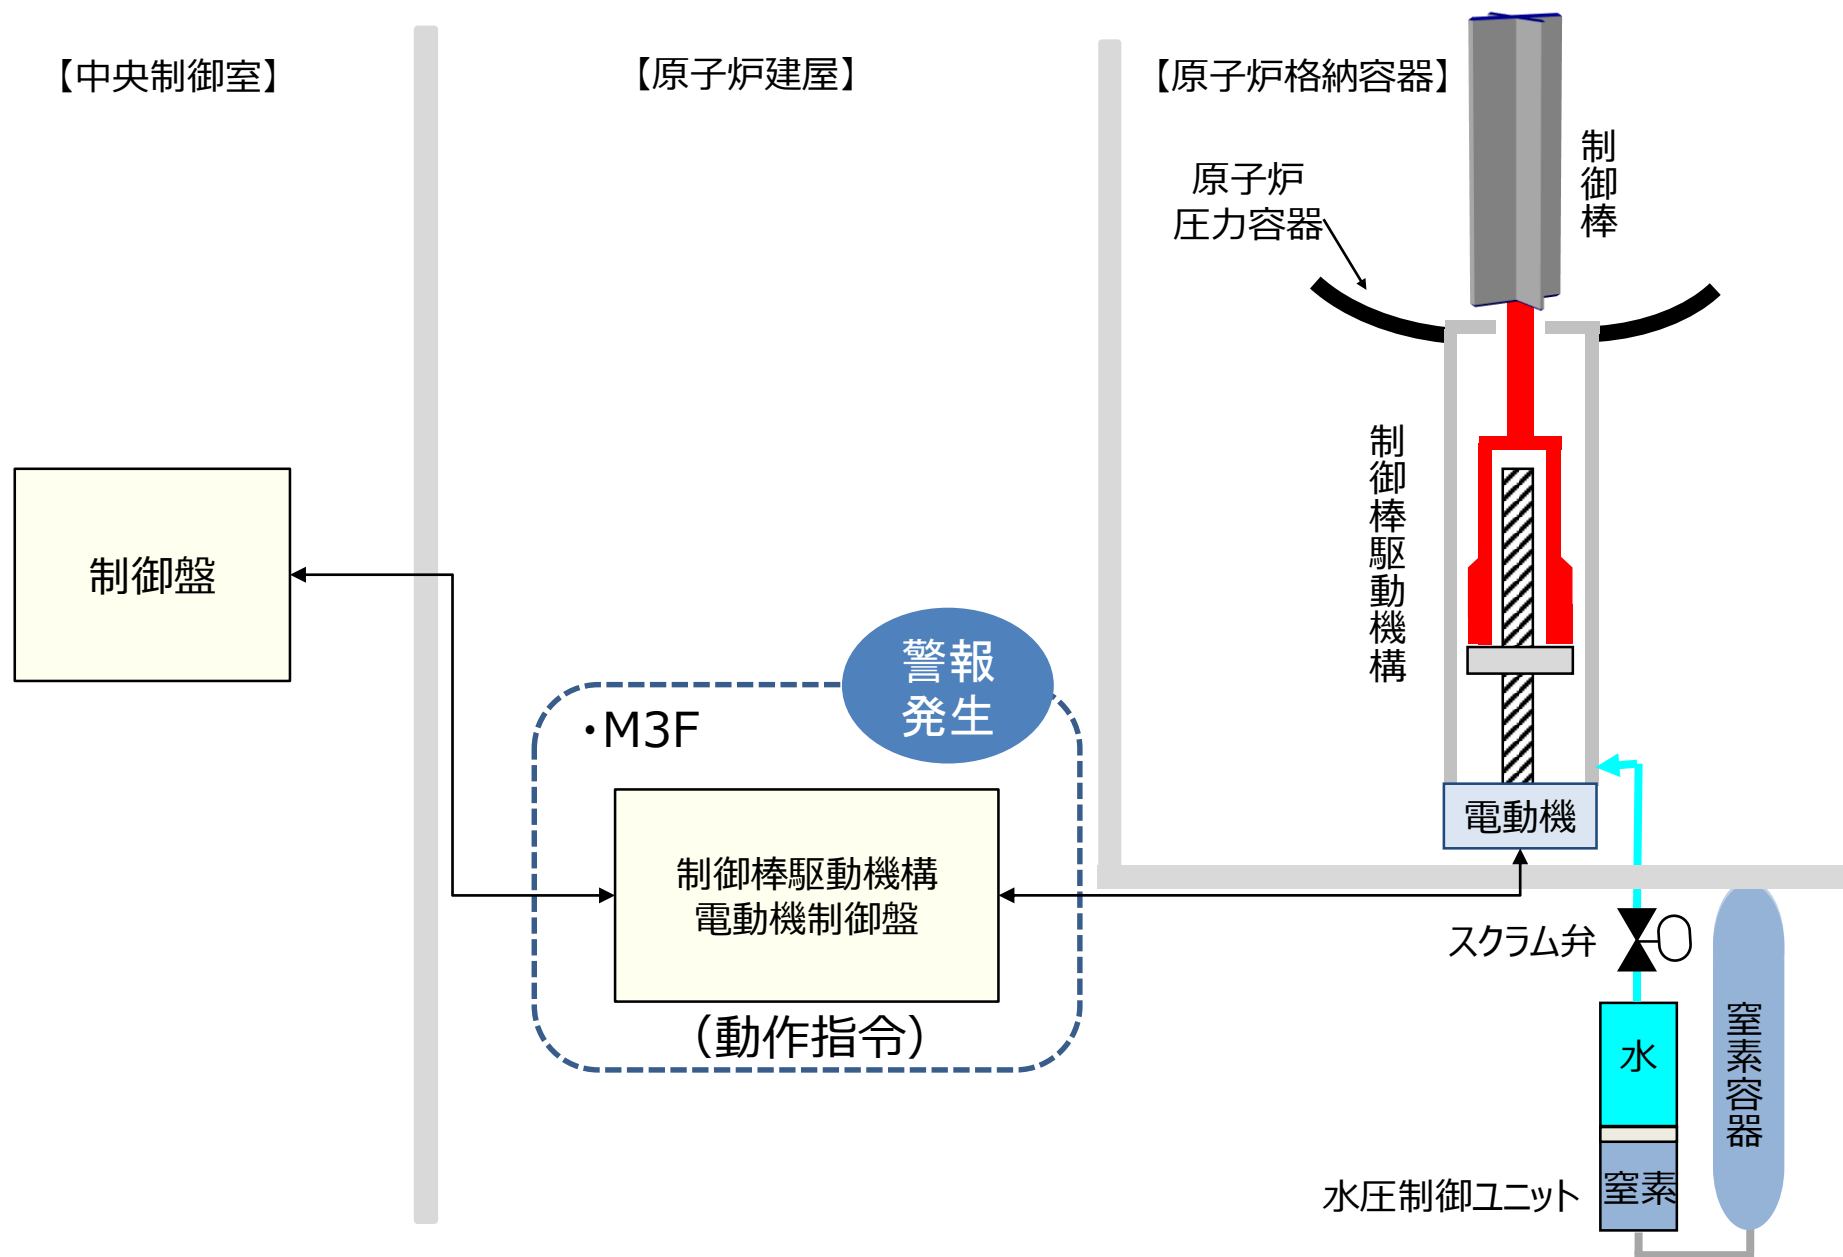 【中央制御室】
【原子炉建屋】
【原子炉格納容器】
制御棒
原子炉
圧力容器
制御棒駆動機構
制御盤
警報
発生
・M3F
制御棒駆動機構
電動機制御盤
（動作指令）
電動機
スクラム弁
水
窒素容器
窒素
水圧制御ユニット